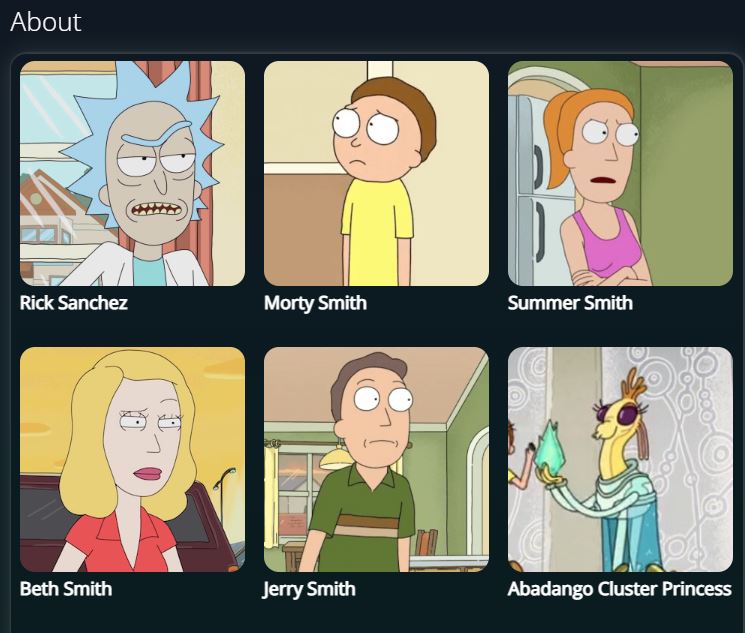 About
Rick Sanchez
Morty Smith
Summer Smith
Beth Smith
Jerry Smith
Abadango Cluster Princess